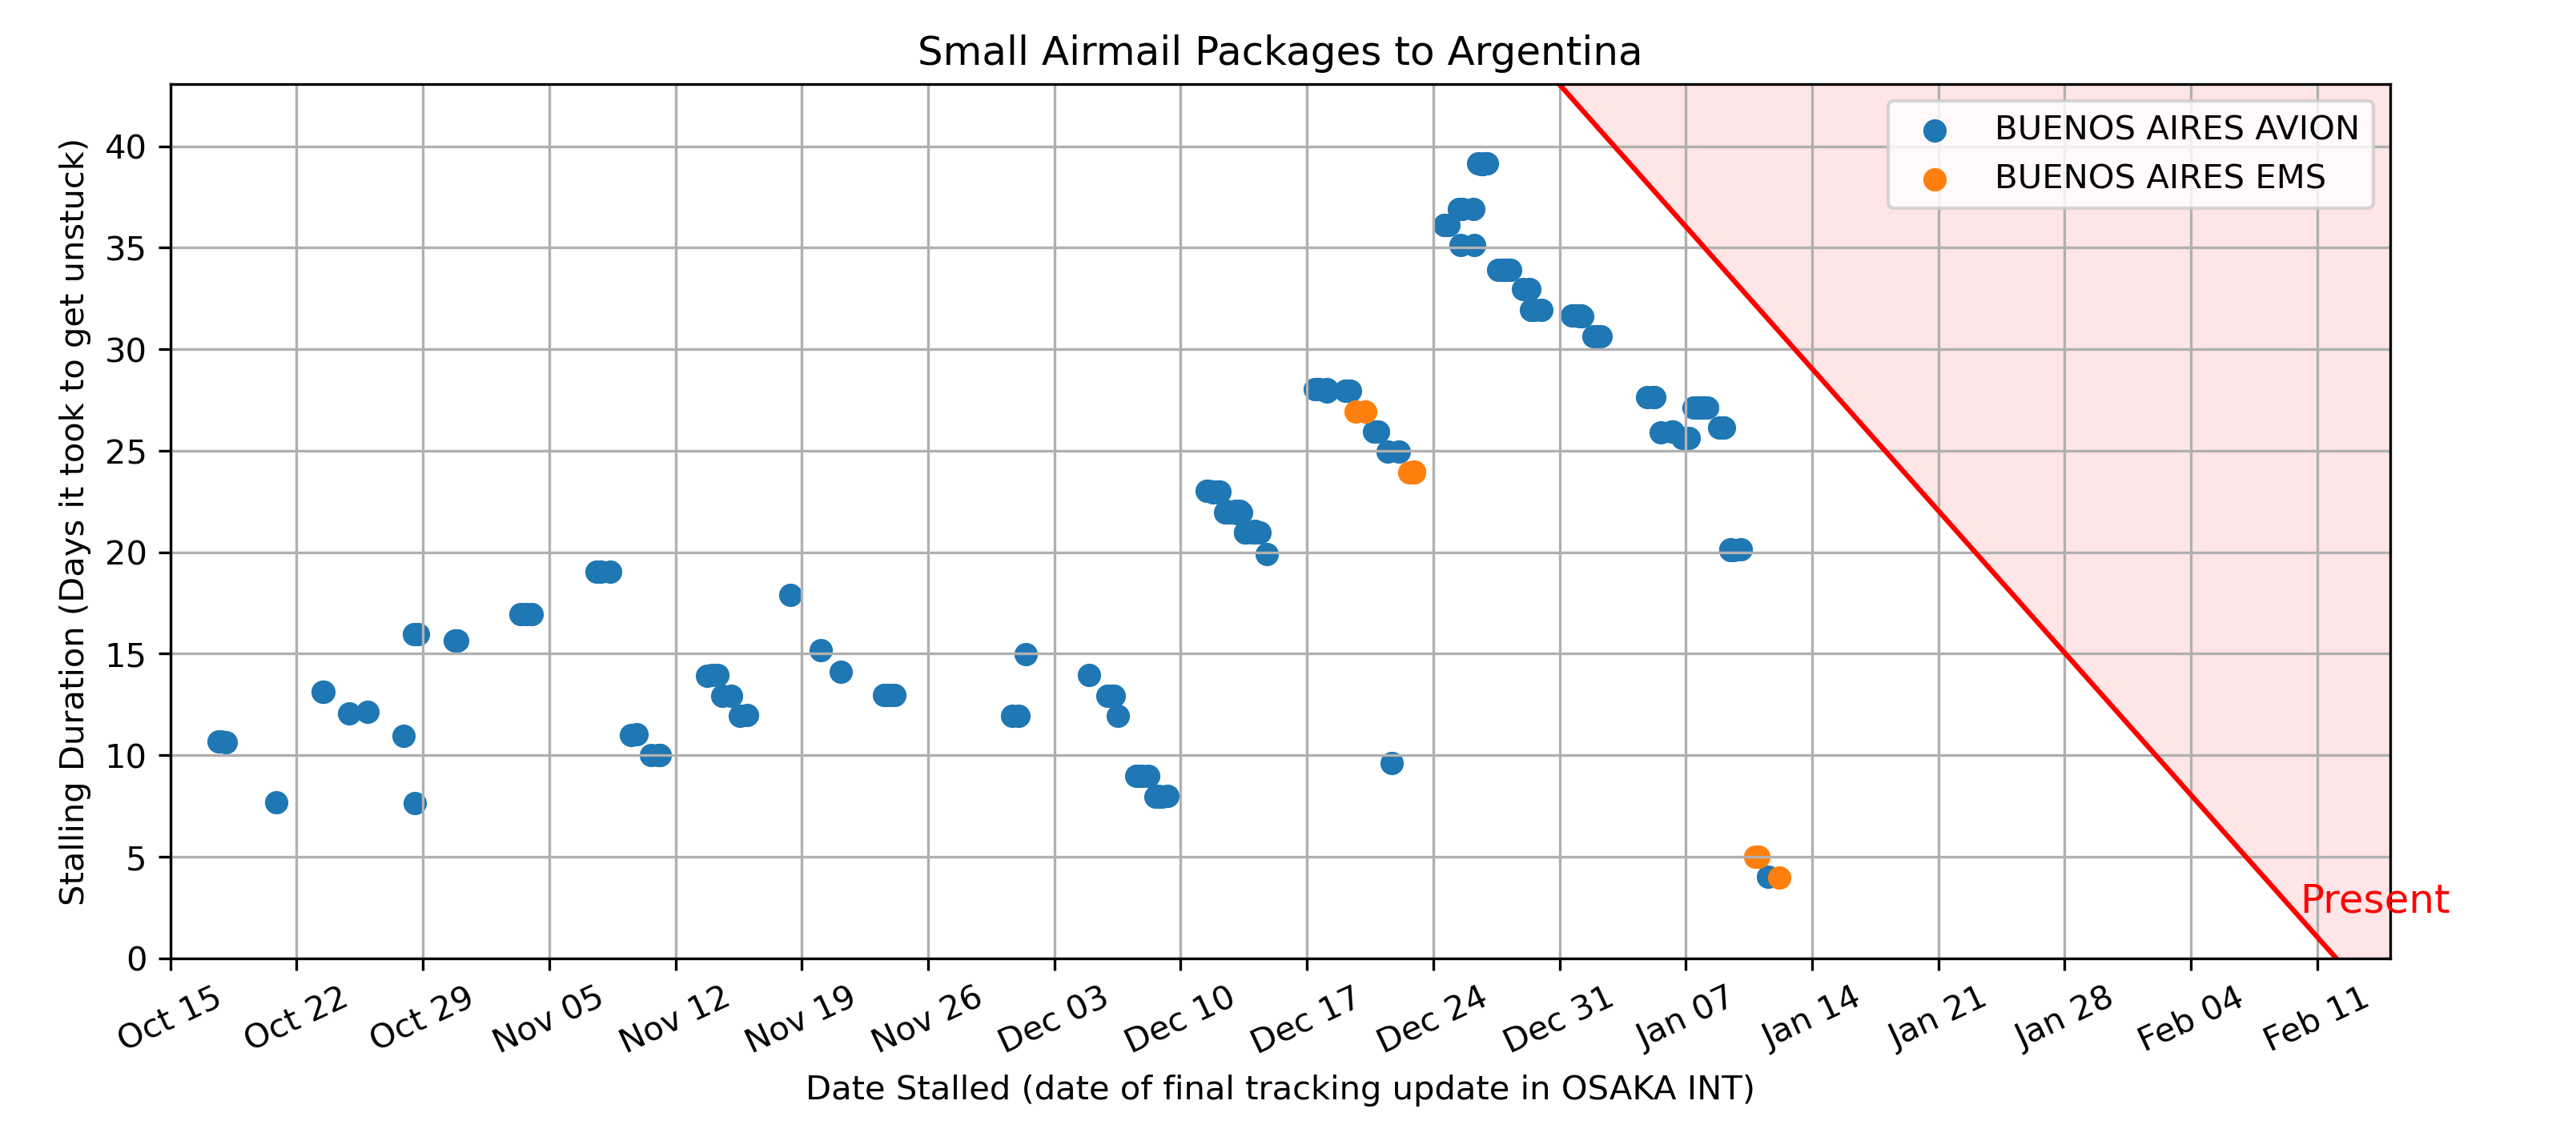 Small Airmail Packages to Argentina
BUENOS AIRES AVION
BUENOS AIRES EMS
Stalling Duration (Days it took to get unstuck)
40
35
30
25
20
15
10
5
0
Present
Oct 15
Oct 22
Oct 29
Nov 05
Nov 12
Nov 19
Nov 26
Dec 03
Dec 10
Dec 17
Dec 24
Dec 31
Jan 07
Jan 14
Jan 21
Jan 28
Feb 04
Feb 11
Date Stalled (date of final tracking update in OSAKA INT)